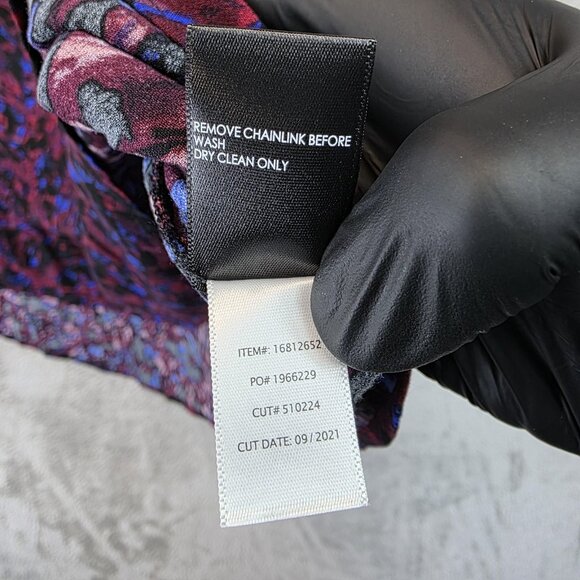 REMOVE CHAINLINK BEFORE
WASH
DRY CLEAN ONLY
ITEM#: 16812652
PO# 1966229
CUT# 510224
CUT DATE: 09/2021